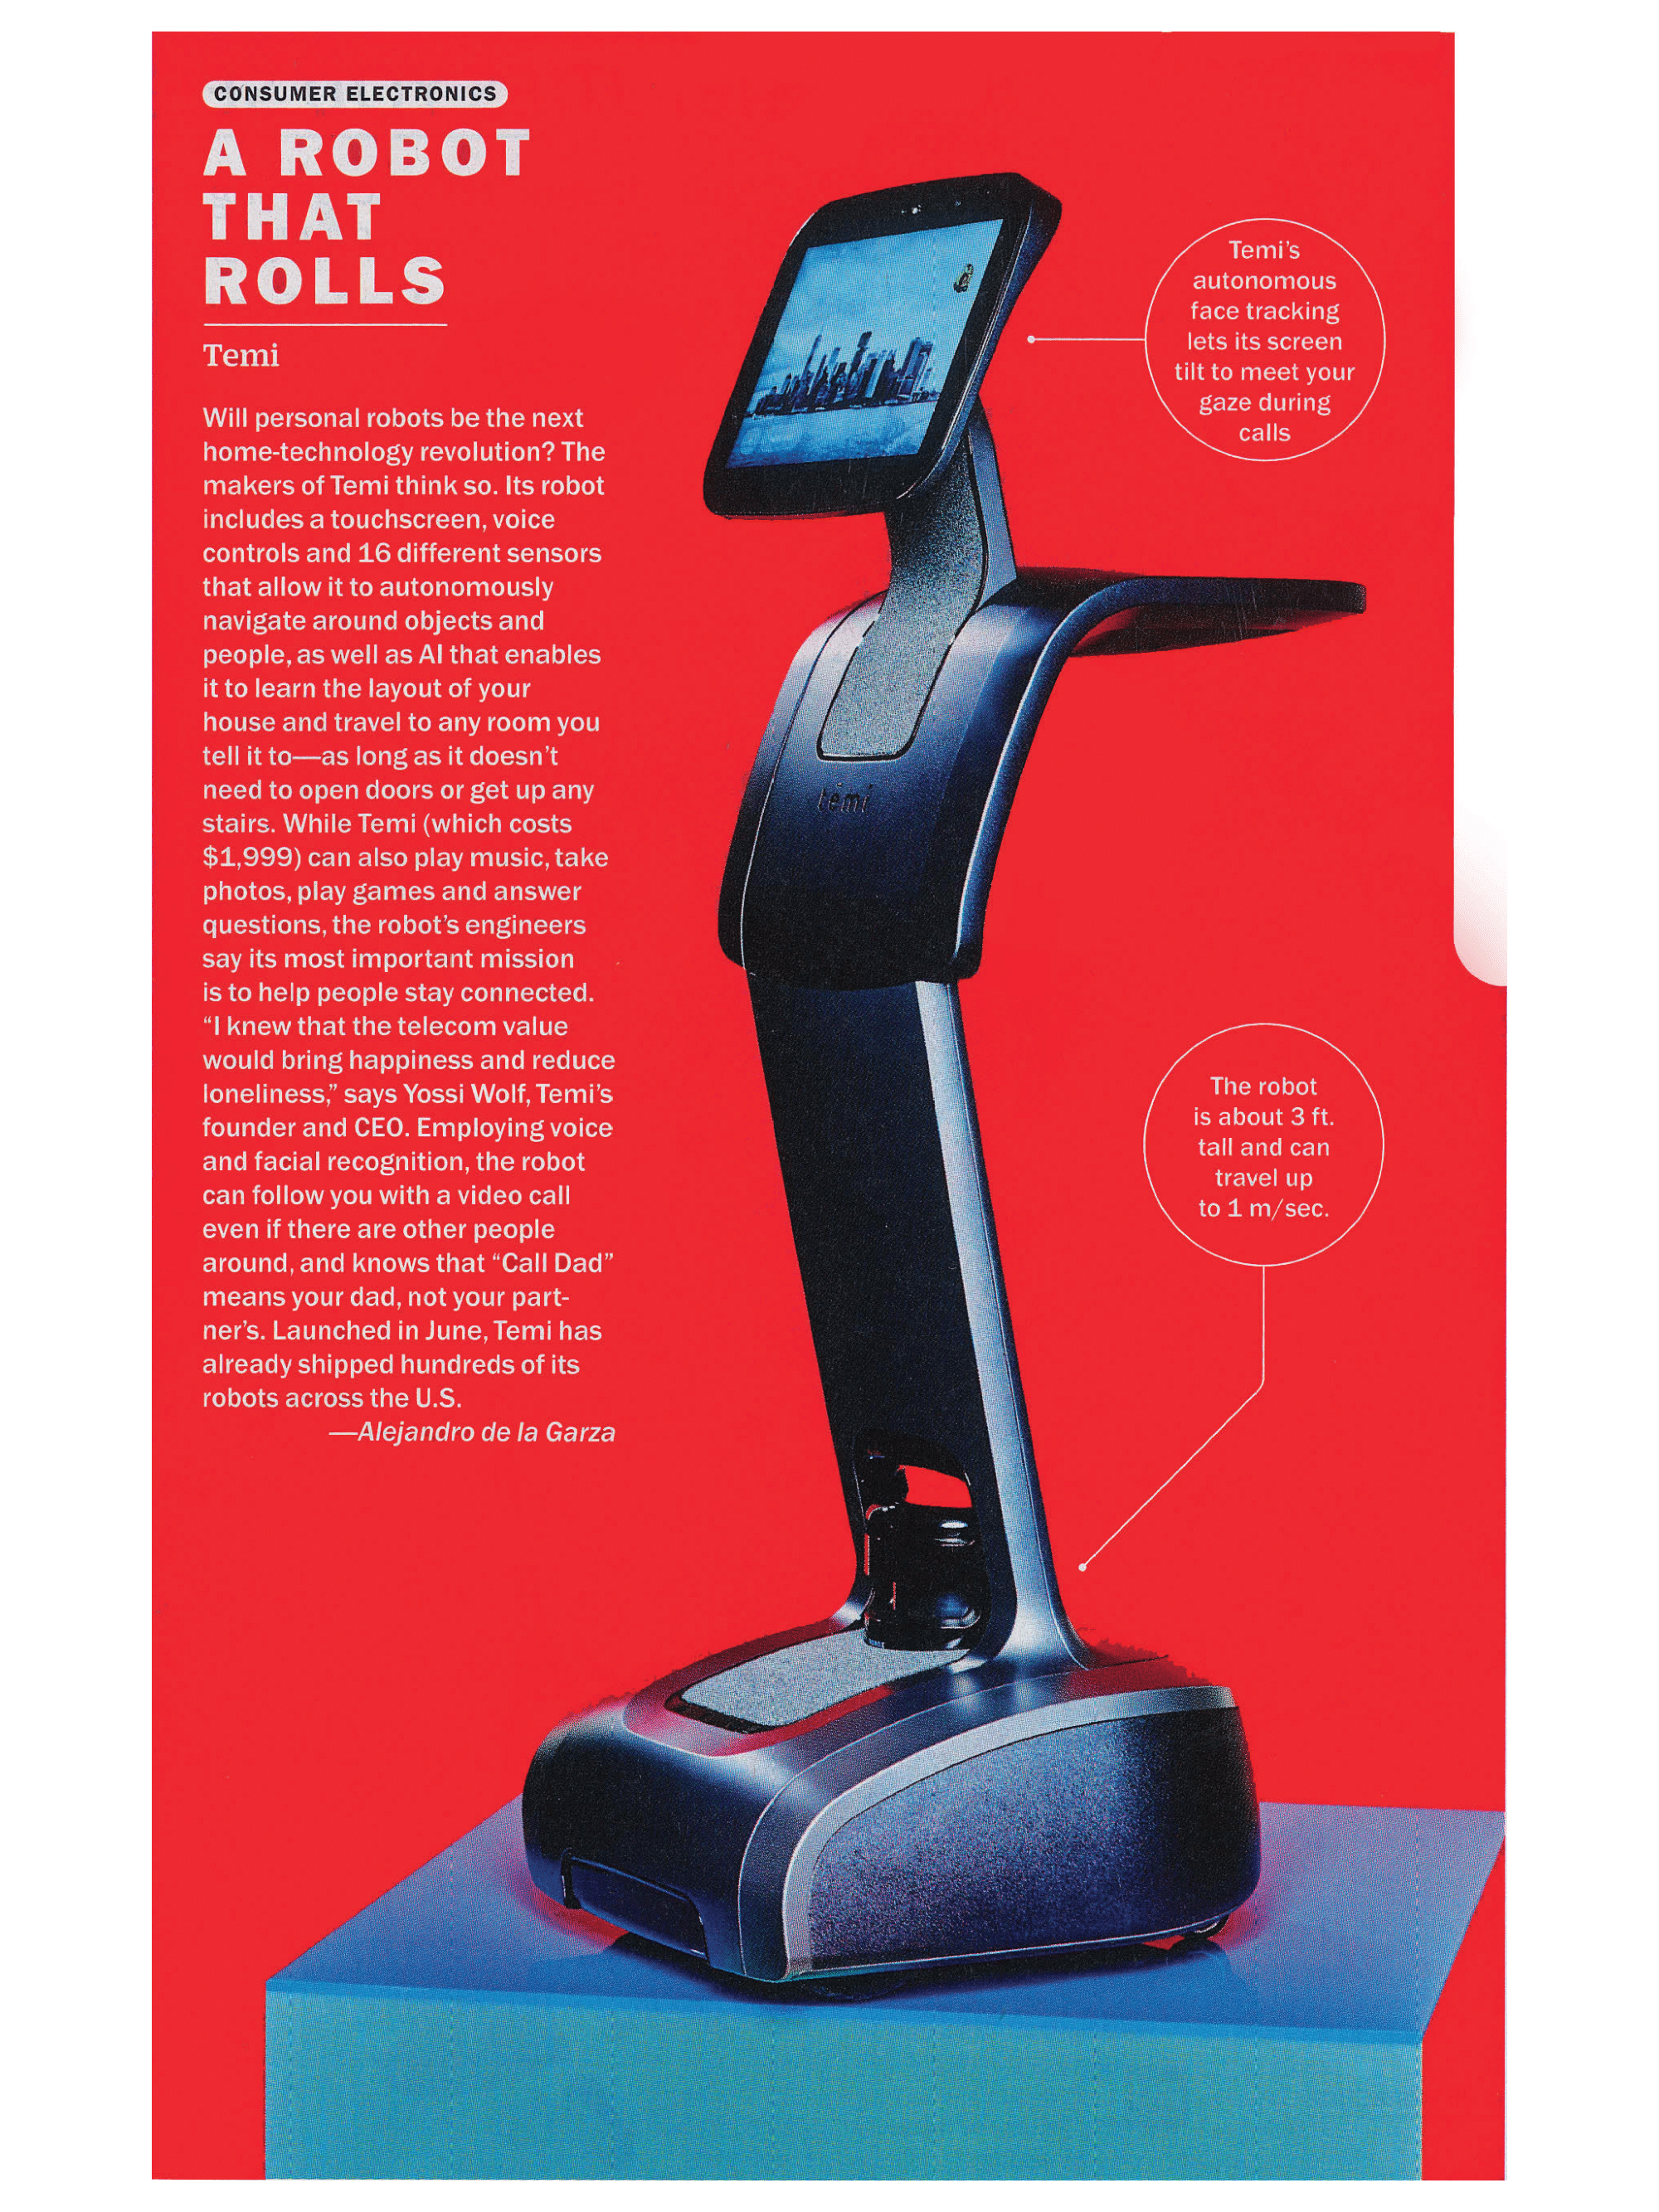 CONSUMER ELECTRONICS
A ROBOT
THAT
ROLLS
Temi
Will personal robots be the next
home-technology revolution? The
makers of Temi think so. Its robot
includes a touchscreen, voice
controls and 16 different sensors
that allow it to autonomously
navigate around objects and
people, as well as AI that enables
it to learn the layout of your
house and travel to any room you
tell it to—as long as it doesn't
need to open doors or get up any
stairs. While Temi (which costs
$1,999) can also play music, take
photos, play games and answer
questions, the robot's engineers
say its most important mission
is to help people stay connected.
“I knew that the telecom value
would bring happiness and reduce
loneliness,” says Yossi Wolf, Temi's
founder and CEO. Employing voice
and facial recognition, the robot
can follow you with a video call
even if there are other people
around, and knows that “Call Dad”
means your dad, not your part-
ner's. Launched in June, Temi has
already shipped hundreds of its
robots across the U.S.
—Alejandro de la Garza
Temi's
autonomous
face tracking
lets its screen
tilt to meet your
gaze during
calls
temi
The robot
is about 3 ft.
tall and can
travel up
to 1 m/sec.